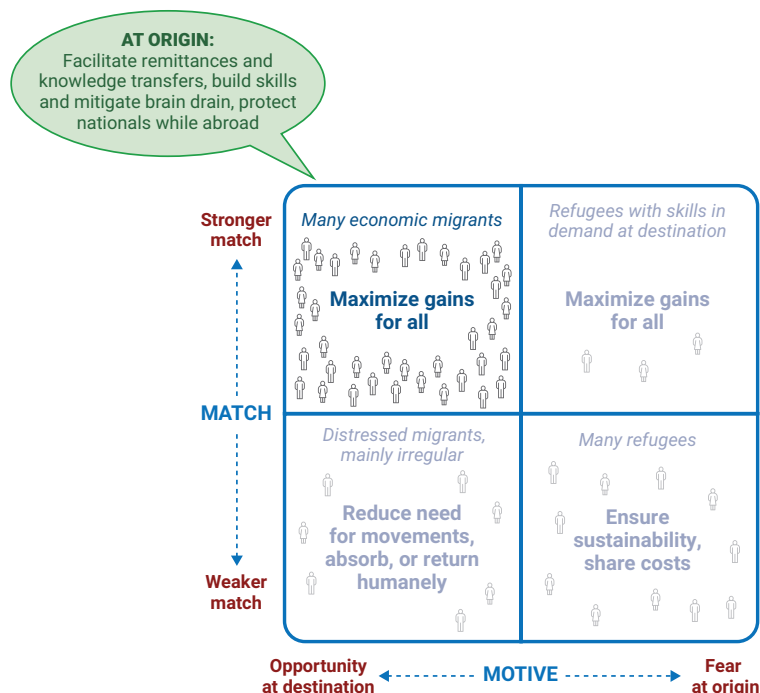 AT ORIGIN:
Facilitate remittances and
knowledge transfers, build skills
and mitigate brain drain, protect
nationals while abroad
Stronger
match
Many economic migrants
Maximize gains
for all
Refugees with skills in
demand at destination
Maximize gains
for all
MATCH
Distressed migrants,
mainly irregular
Reduce need
for movements,
absorb, or return
humanely
Many refugees
Ensure
sustainability,
share costs
Weaker
match
Opportunity
at destination
MOTIVE
Fear
at origin